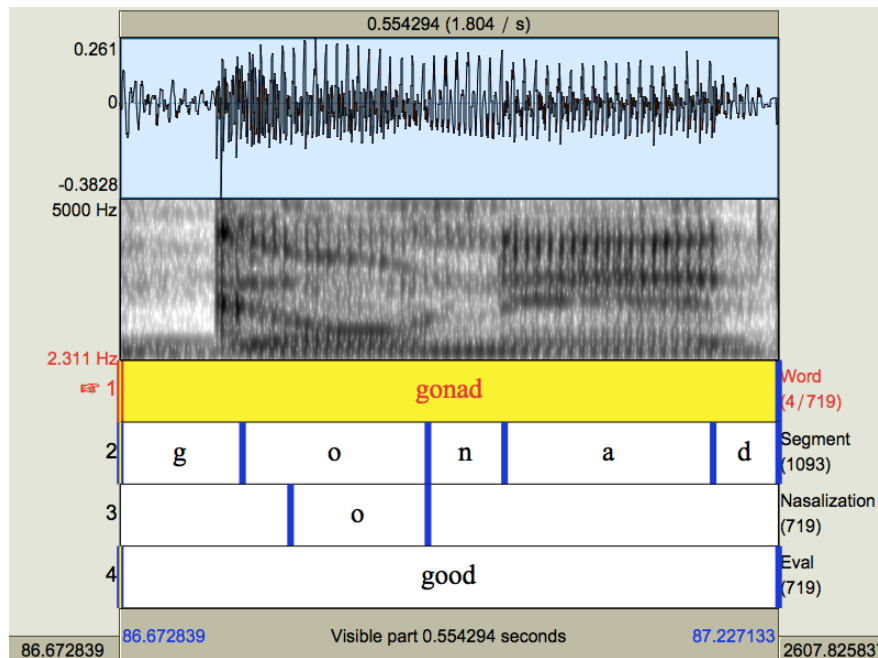 0.554294 (1.804 / s)
0.261
0
-0.3828
5000 Hz
2.311 Hz
☞ 1 gonad Word
(4/719)
2 g o n a d Segment
(1093)
3 o Nasalization
(719)
4 good Eval
(719)
86.672839 Visible part 0.554294 seconds 87.227133
86.672839 2607.825837